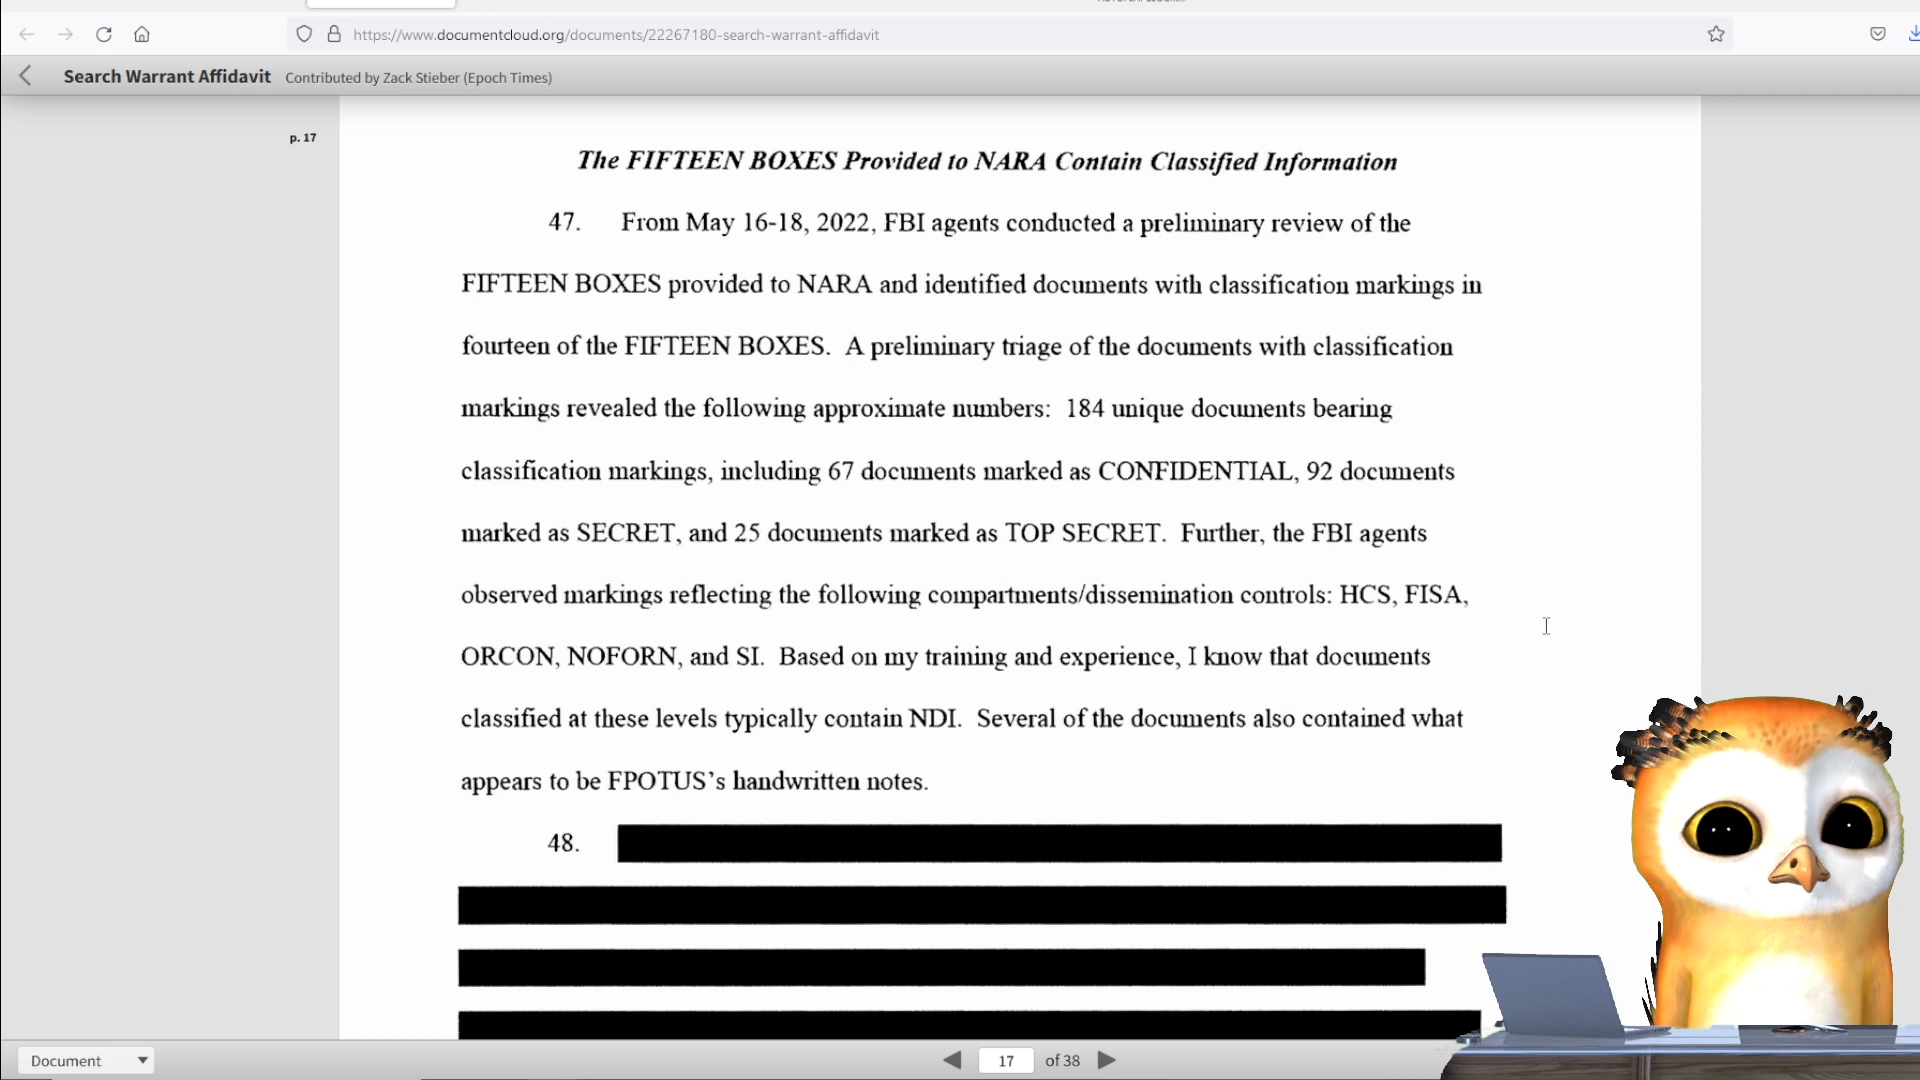 https://www.documentcloud.org/documents/22267180-search-warrant-affidavit
Search Warrant Affidavit Contributed by Zack Stieber (Epoch Times)
p. 17
The FIFTEEN BOXES Provided to NARA Contain Classified Information
47. From May 16-18, 2022, FBI agents conducted a preliminary review of the
FIFTEEN BOXES provided to NARA and identified documents with classification markings in
fourteen of the FIFTEEN BOXES. A preliminary triage of the documents with classification
markings revealed the following approximate numbers: 184 unique documents bearing
classification markings, including 67 documents marked as CONFIDENTIAL, 92 documents
marked as SECRET, and 25 documents marked as TOP SECRET. Further, the FBI agents
observed markings reflecting the following compartments/dissemination controls: HCS, FISA,
ORCON, NOFORN, and SI. Based on my training and experience, I know that documents
classified at these levels typically contain NDI. Several of the documents also contained what
appears to be FPOTUS's handwritten notes.
48.
Document
17 of 38